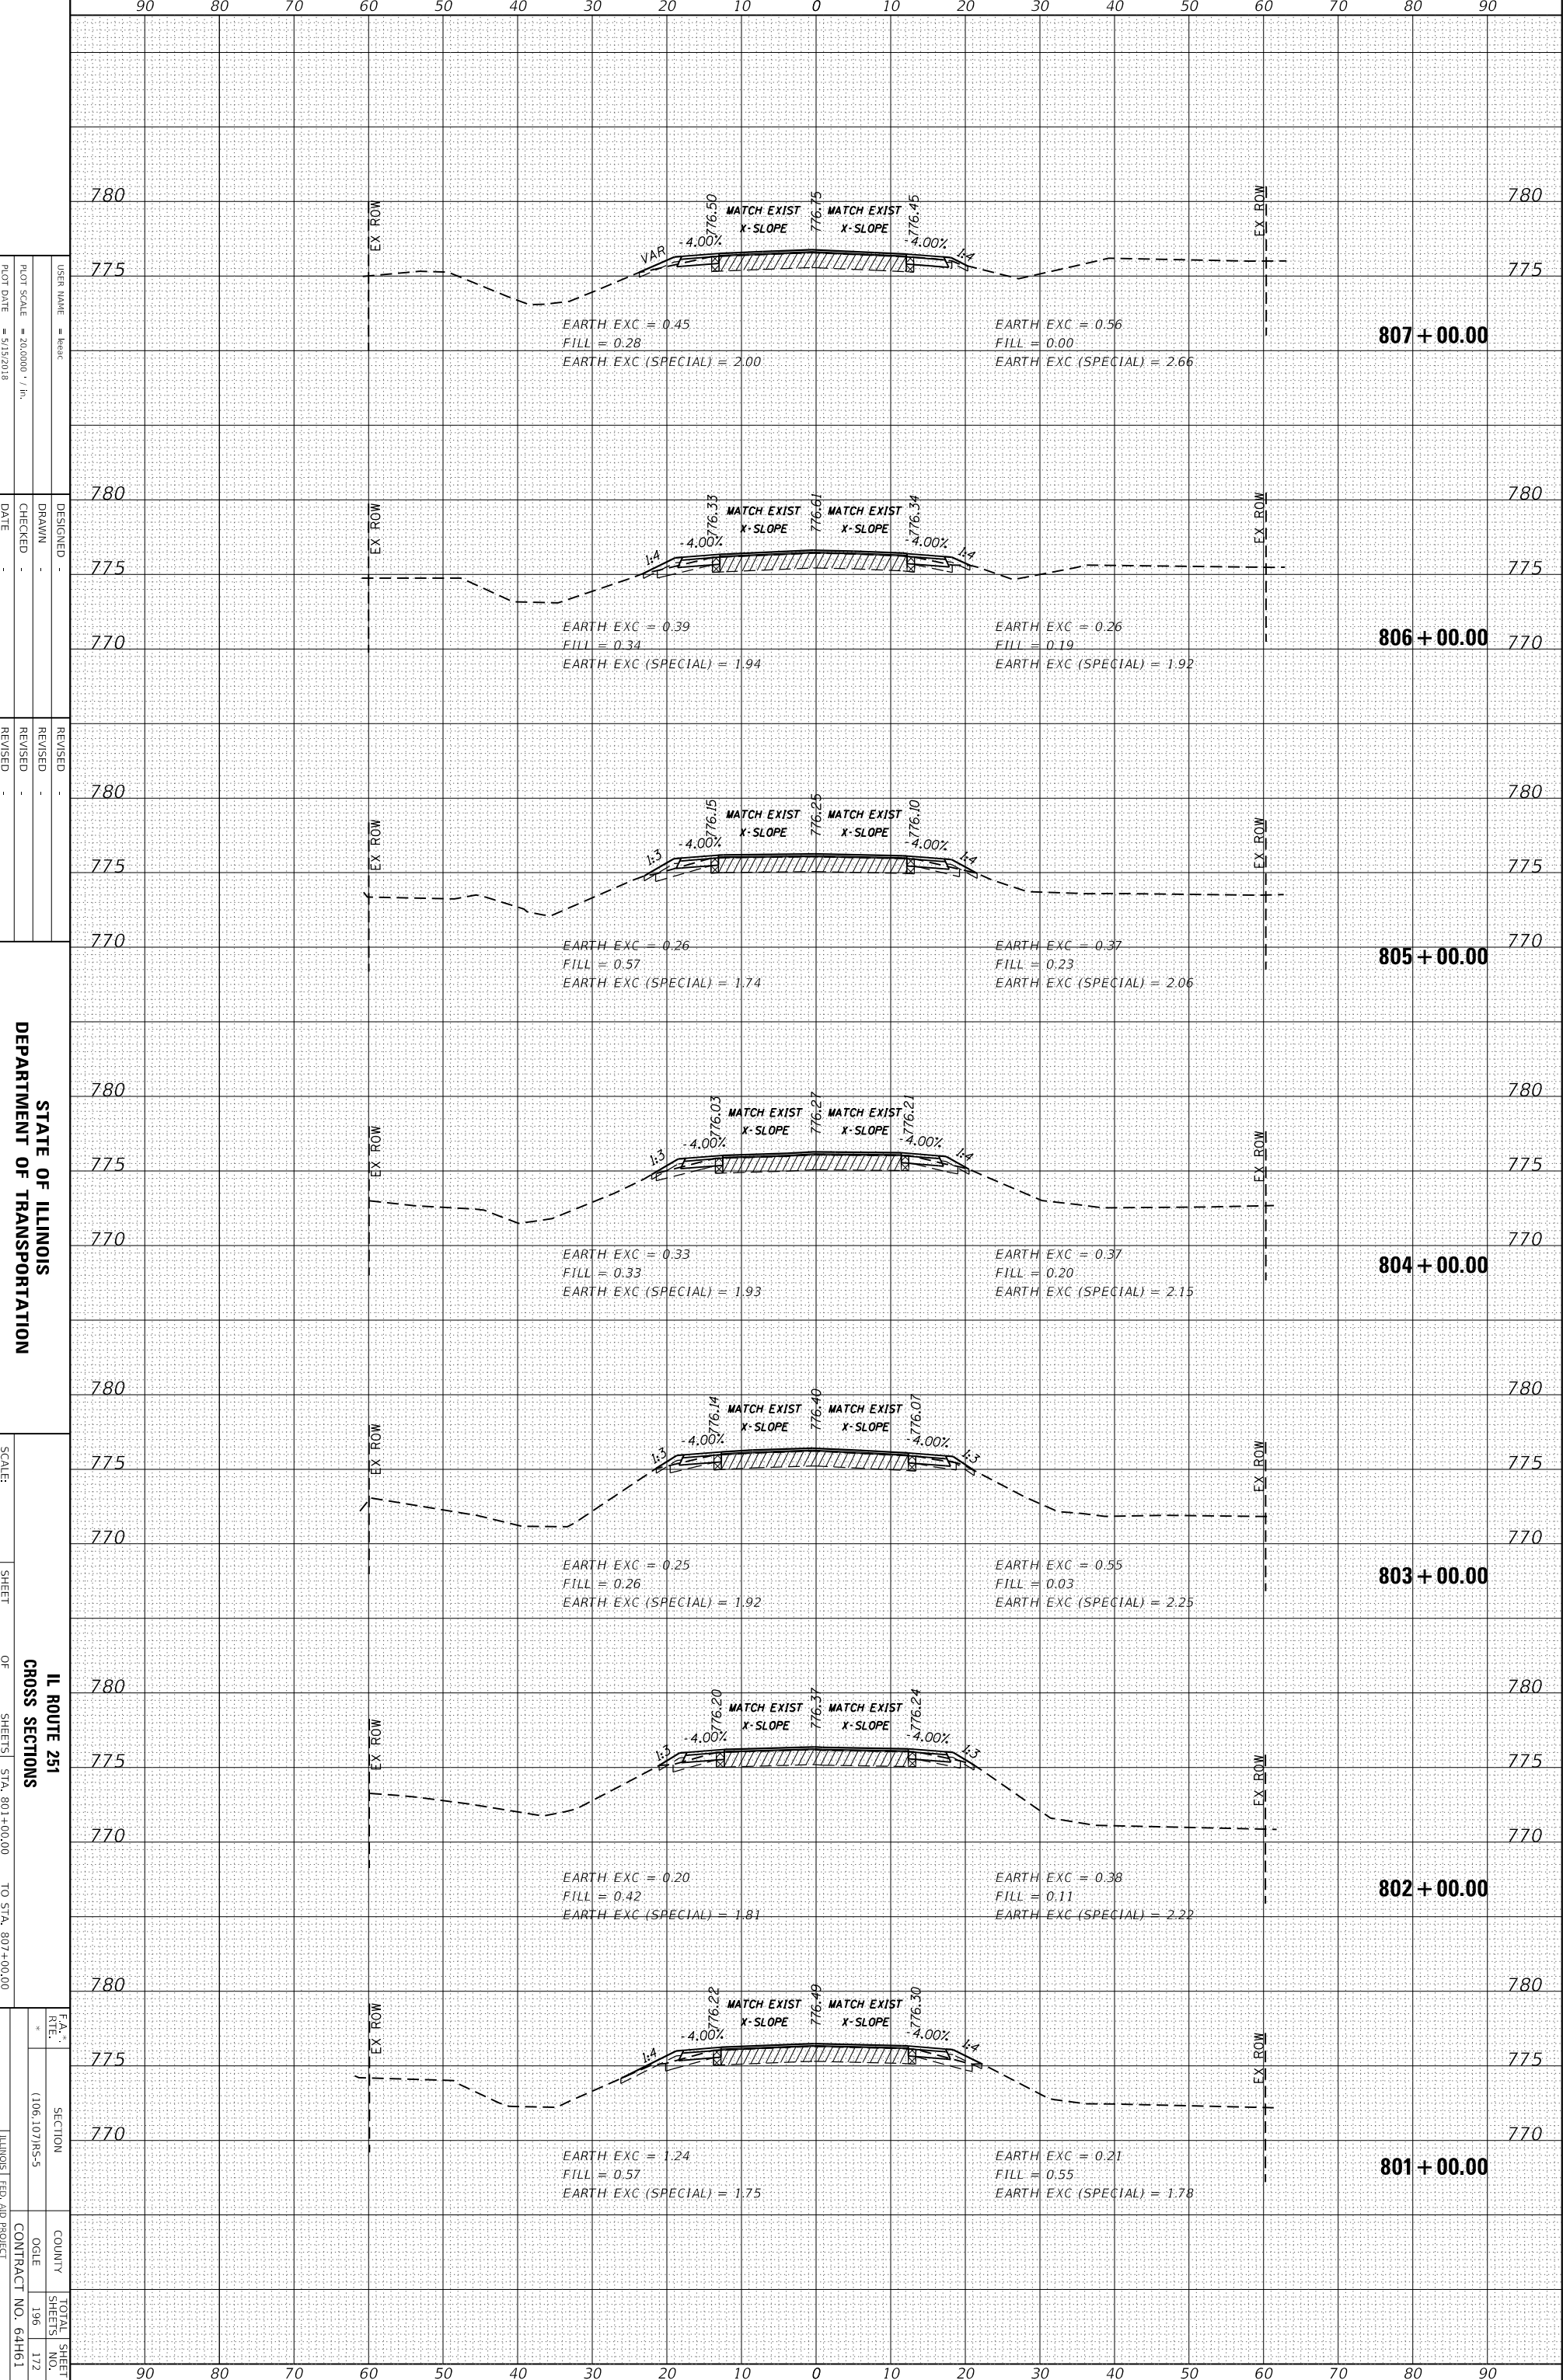 90 80 70 60 50 40 30 20 10 0 10 20 30 40 50 60 70 80 90
780 780
775 775
EX ROW
VAR
-4.00%
776.50
MATCH EXIST
X-SLOPE
776.75
MATCH EXIST
X-SLOPE
776.45
-4.00%
1:4
EX ROW
EARTH EXC = 0.45
FILL = 0.28
EARTH EXC (SPECIAL) = 2.00
EARTH EXC = 0.56
FILL = 0.00
EARTH EXC (SPECIAL) = 2.66
807+00.00
780 780
775 775
770 770
EX ROW
1:4
-4.00%
776.33
MATCH EXIST
X-SLOPE
776.61
MATCH EXIST
X-SLOPE
776.34
-4.00%
1:4
EX ROW
EARTH EXC = 0.39
FILL = 0.34
EARTH EXC (SPECIAL) = 1.94
EARTH EXC = 0.26
FILL = 0.19
EARTH EXC (SPECIAL) = 1.92
806+00.00
780 780
775 775
770 770
EX ROW
1:3
-4.00%
776.15
MATCH EXIST
X-SLOPE
776.25
MATCH EXIST
X-SLOPE
776.10
-4.00%
1:4
EX ROW
EARTH EXC = 0.26
FILL = 0.57
EARTH EXC (SPECIAL) = 1.74
EARTH EXC = 0.37
FILL = 0.23
EARTH EXC (SPECIAL) = 2.06
805+00.00
780 780
775 775
770 770
EX ROW
1:3
-4.00%
776.03
MATCH EXIST
X-SLOPE
776.27
MATCH EXIST
X-SLOPE
776.21
-4.00%
1:4
EX ROW
EARTH EXC = 0.33
FILL = 0.33
EARTH EXC (SPECIAL) = 1.93
EARTH EXC = 0.37
FILL = 0.20
EARTH EXC (SPECIAL) = 2.15
804+00.00
780 780
775 775
770 770
EX ROW
1:3
-4.00%
776.14
MATCH EXIST
X-SLOPE
776.40
MATCH EXIST
X-SLOPE
776.07
-4.00%
1:3
EX ROW
EARTH EXC = 0.25
FILL = 0.26
EARTH EXC (SPECIAL) = 1.92
EARTH EXC = 0.55
FILL = 0.03
EARTH EXC (SPECIAL) = 2.25
803+00.00
780 780
775 775
770 770
EX ROW
1:3
-4.00%
776.20
MATCH EXIST
X-SLOPE
776.37
MATCH EXIST
X-SLOPE
776.24
-4.00%
1:3
EX ROW
EARTH EXC = 0.20
FILL = 0.42
EARTH EXC (SPECIAL) = 1.81
EARTH EXC = 0.38
FILL = 0.11
EARTH EXC (SPECIAL) = 2.22
802+00.00
780 780
775 775
770 770
EX ROW
1:4
-4.00%
776.22
MATCH EXIST
X-SLOPE
776.49
MATCH EXIST
X-SLOPE
776.30
-4.00%
1:4
EX ROW
EARTH EXC = 1.24
FILL = 0.57
EARTH EXC (SPECIAL) = 1.75
EARTH EXC = 0.21
FILL = 0.55
EARTH EXC (SPECIAL) = 1.78
801+00.00
90 80 70 60 50 40 30 20 10 0 10 20 30 40 50 60 70 80 90
USER NAME = leeac
PLOT SCALE = 20.0000 ' / in.
PLOT DATE = 5/15/2018
DESIGNED -
DRAWN -
CHECKED -
DATE -
REVISED -
REVISED -
REVISED -
REVISED -
STATE OF ILLINOIS
DEPARTMENT OF TRANSPORTATION
IL ROUTE 251
CROSS SECTIONS
SCALE: SHEET OF SHEETS STA. 801+00.00 TO STA. 807+00.00
F.A.*
RTE.
*
SECTION
(106,107)RS-5
COUNTY
OGLE
TOTAL
SHEETS
196
SHEET
NO.
172
CONTRACT NO. 64H61
ILLINOIS FED. AID PROJECT